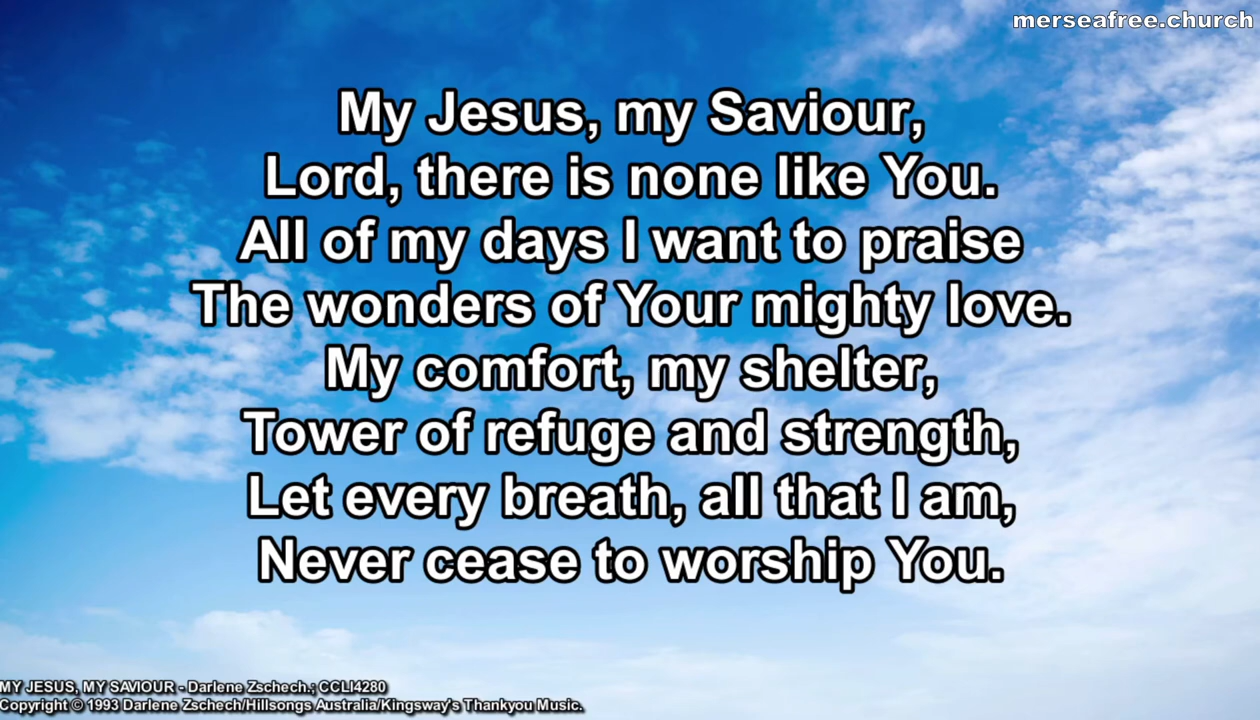 merseafree.church
My Jesus, my Saviour,
Lord, there is none like You.
All of my days I want to praise
The wonders of Your mighty love.
My comfort, my shelter,
Tower of refuge and strength,
Let every breath, all that I am,
Never cease to worship You.
MY JESUS, MY SAVIOUR - Darlene Zschech.; CCLI4280
Copyright © 1993 Darlene Zschech/Hillsongs Australia/Kingsway's Thankyou Music.